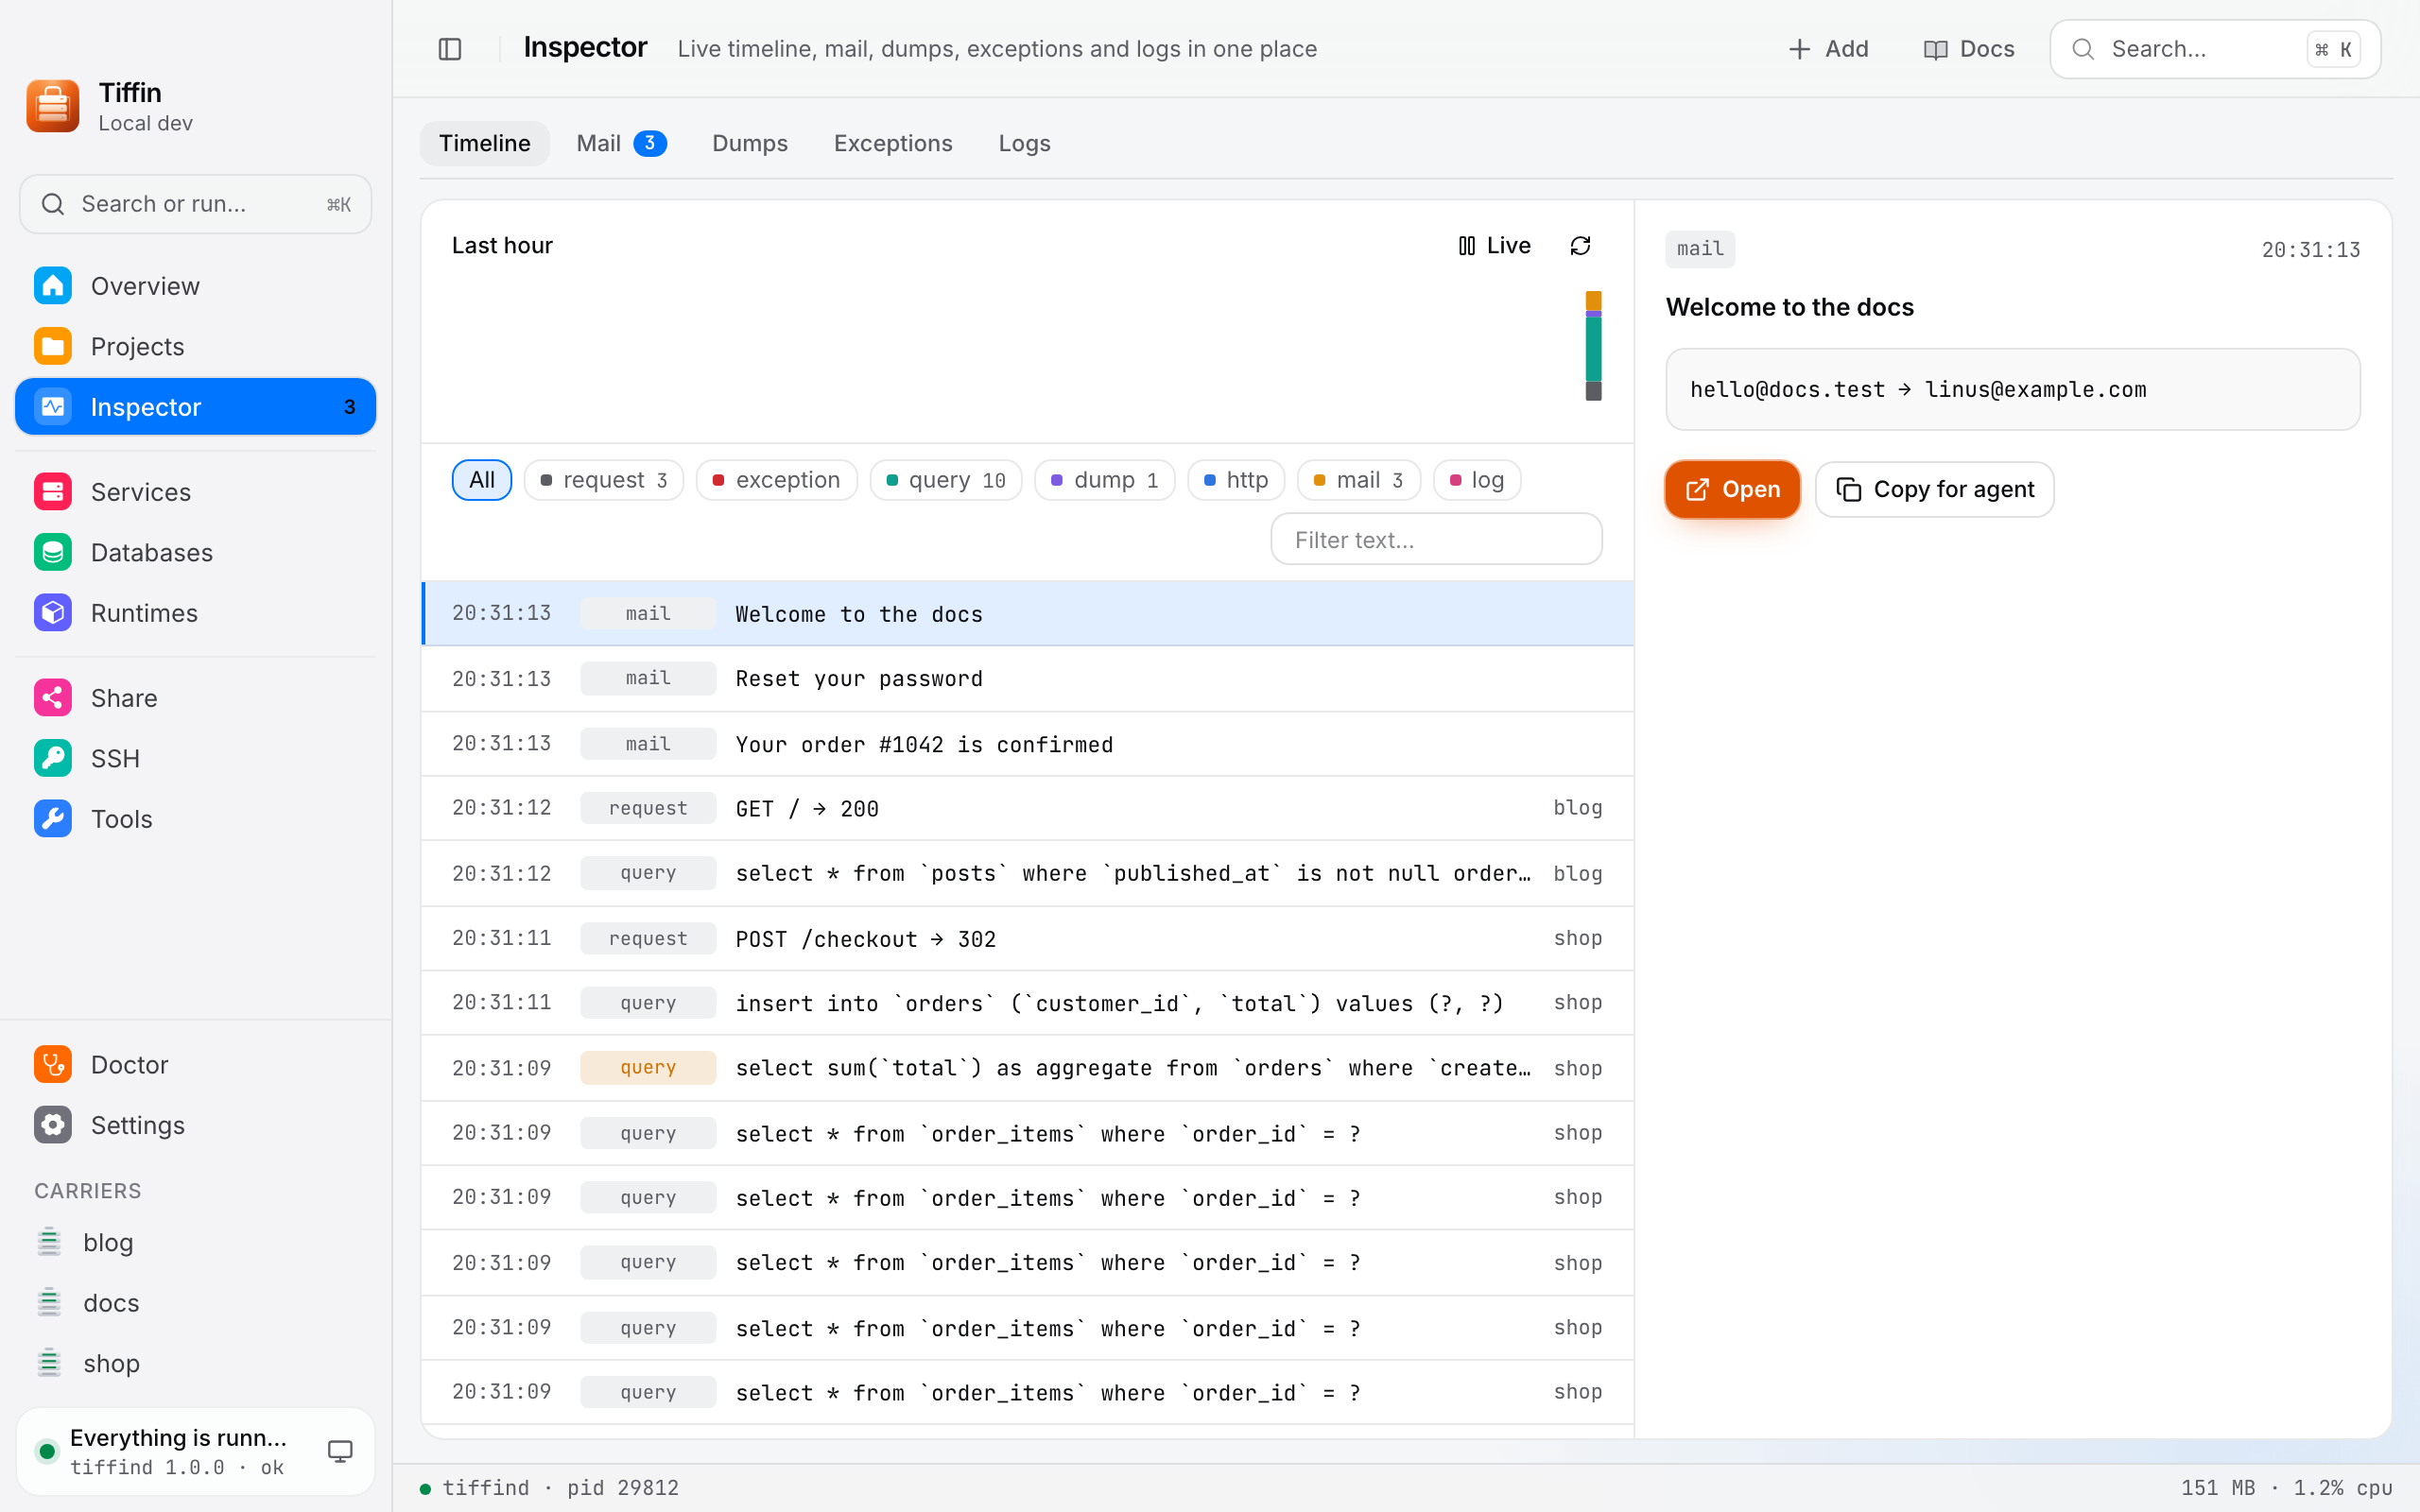 Tiffin
Local dev
Search or run... ⌘K
Overview
Projects
Inspector 3
Services
Databases
Runtimes
Share
SSH
Tools
Doctor
Settings
CARRIERS
blog
docs
shop
Everything is runn...
tiffind 1.0.0 · ok
Inspector Live timeline, mail, dumps, exceptions and logs in one place
Add Docs Search... ⌘ K
Timeline Mail 3 Dumps Exceptions Logs
Last hour Live
All request 3 exception query 10 dump 1 http mail 3 log
Filter text...
20:31:13 mail Welcome to the docs
20:31:13 mail Reset your password
20:31:13 mail Your order #1042 is confirmed
20:31:12 request GET / → 200 blog
20:31:12 query select * from `posts` where `published_at` is not null order… blog
20:31:11 request POST /checkout → 302 shop
20:31:11 query insert into `orders` (`customer_id`, `total`) values (?, ?) shop
20:31:09 query select sum(`total`) as aggregate from `orders` where `create… shop
20:31:09 query select * from `order_items` where `order_id` = ? shop
20:31:09 query select * from `order_items` where `order_id` = ? shop
20:31:09 query select * from `order_items` where `order_id` = ? shop
20:31:09 query select * from `order_items` where `order_id` = ? shop
20:31:09 query select * from `order_items` where `order_id` = ? shop
mail 20:31:13
Welcome to the docs
hello@docs.test → linus@example.com
Open Copy for agent
tiffind · pid 29812 151 MB · 1.2% cpu